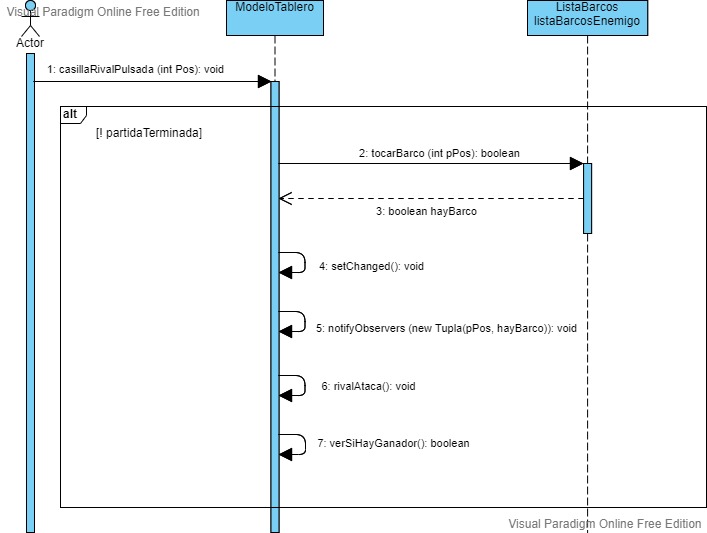 Visual Paradigm Online Free Edition
Actor
ModeloTablero
ListaBarcos
listaBarcosEnemigo
1: casillaRivalPulsada (int Pos): void
alt
[! partidaTerminada]
2: tocarBarco (int pPos): boolean
3: boolean hayBarco
4: setChanged(): void
5: notifyObservers (new Tupla(pPos, hayBarco)): void
6: rivalAtaca(): void
7: verSiHayGanador(): boolean
Visual Paradigm Online Free Edition